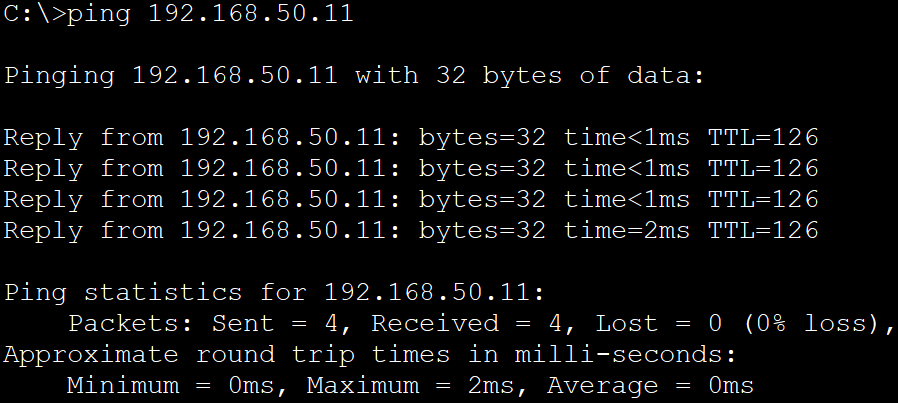 C:\>ping 192.168.50.11
Pinging 192.168.50.11 with 32 bytes of data:
Reply from 192.168.50.11: bytes=32 time<1ms TTL=126
Reply from 192.168.50.11: bytes=32 time<1ms TTL=126
Reply from 192.168.50.11: bytes=32 time<1ms TTL=126
Reply from 192.168.50.11: bytes=32 time=2ms TTL=126
Ping statistics for 192.168.50.11:
    Packets: Sent = 4, Received = 4, Lost = 0 (0% loss),
Approximate round trip times in milli-seconds:
    Minimum = 0ms, Maximum = 2ms, Average = 0ms